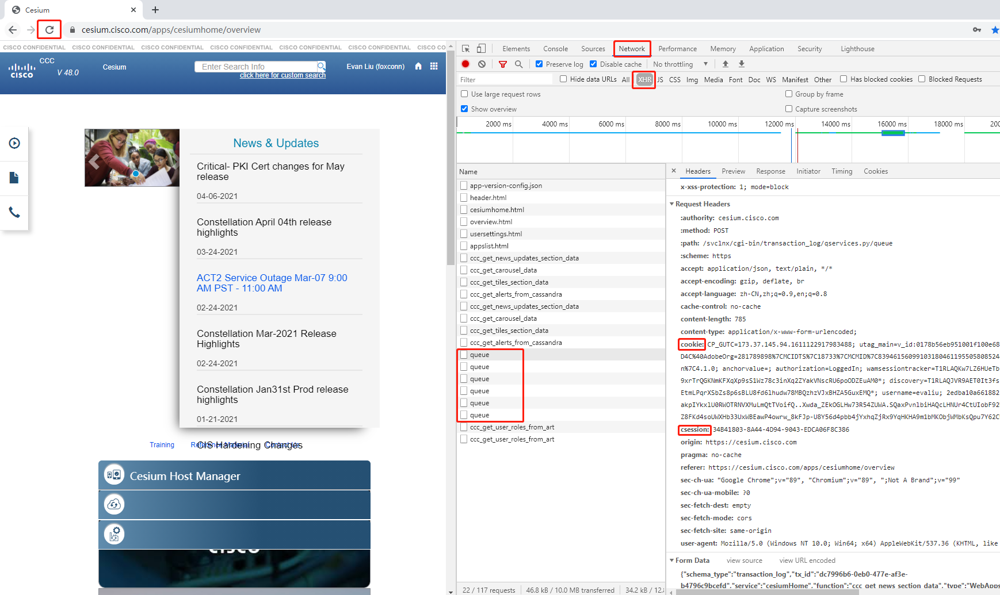 Cesium
cesium.cisco.com/apps/cesiumhome/overview
CISCO CONFIDENTIAL CISCO CONFIDENTIAL CISCO CONFIDENTIAL CISCO CONFIDENTIAL CISCO CONFIDENTIAL CISCO CONFIDENTIAL CISCO CO
CISCO
CCC
V 48.0
Cesium
Enter Search Info
click here for custom search
Evan Liu (foxconn)
News & Updates
Critical- PKI Cert changes for May
release
04-06-2021
Constellation April 04th release
highlights
03-24-2021
ACT2 Service Outage Mar-07 9:00
AM PST - 11:00 AM
02-24-2021
Constellation Mar-2021 Release
Highlights
02-24-2021
Constellation Jan31st Prod release
highlights
01-21-2021
Training Reference Material Contact Us
CIS Hardening Changes
Cesium Host Manager
CISCO
Elements Console Sources Network Performance Memory Application Security Lighthouse
Preserve log Disable cache No throttling
Filter Hide data URLs All XHR JS CSS Img Media Font Doc WS Manifest Other Has blocked cookies Blocked Requests
Use large request rows Group by frame
Show overview Capture screenshots
2000 ms 4000 ms 6000 ms 8000 ms 10000 ms 12000 ms 14000 ms 16000 ms 18000 ms 200
Name
app-version-config.json
header.html
cesiumhome.html
overview.html
usersettings.html
appslist.html
ccc_get_news_updates_section_data
ccc_get_carousel_data
ccc_get_tiles_section_data
ccc_get_alerts_from_cassandra
ccc_get_news_updates_section_data
ccc_get_carousel_data
ccc_get_tiles_section_data
ccc_get_alerts_from_cassandra
queue
queue
queue
queue
queue
queue
ccc_get_user_roles_from_art
ccc_get_user_roles_from_art
22 / 117 requests 46.8 kB / 10.0 MB transferred 34.2 kB / 12.8
Headers Preview Response Initiator Timing Cookies
x-xss-protection: 1; mode=block
Request Headers
:authority: cesium.cisco.com
:method: POST
:path: /svclnx/cgi-bin/transaction_log/qservices.py/queue
:scheme: https
accept: application/json, text/plain, */*
accept-encoding: gzip, deflate, br
accept-language: zh-CN,zh;q=0.9,en;q=0.8
cache-control: no-cache
content-length: 785
content-type: application/x-www-form-urlencoded;
cookie: CP_GUTC=173.37.145.94.1611122917983488; utag_main=v_id:0178b56eb951001f100e68
D4C%40AdobeOrg=281789898%7CMCIDTS%7C18733%7CMCMID%7C83946156099103180461195505808524
n%7C4.1.0; anchorvalue=; authorization=LoggedIn; wamsessiontracker=T1RLAQKw7LZ6HUeTb
9xrTrQGKNmKFXqXp9sS1Wz78c3inXq2ZYakVNscRU6poODZEuAM0*; discovery=T1RLAQJVR9AET0It3fs
EtmLPqrXSbZs8p6sBLU8fd6lhudw78MBQzhzVJxBHZA5GuxEMQ*; username=evaliu; 2edba10a661882
akpIYkxlU0RWOTRNVXMuLmQtTVoifQ..Xwda_ZEkOGLHw73R54ZUWA.SQaxPvnlbiHAQcLHNUr4CtUIobF92
Z8FKd4soUWXHb33UxWBEawP4owrw_8kFJp-U8Y56d4pbb4jYxhqZjRx9YqHKHA9m1bMKObjWMbKsQpu7Y62C
csession: 34B41803-8A44-4D94-9043-EDCA06F8C386
origin: https://cesium.cisco.com
pragma: no-cache
referer: https://cesium.cisco.com/apps/cesiumhome/overview
sec-ch-ua: "Google Chrome";v="89", "Chromium";v="89", ";Not A Brand";v="99"
sec-ch-ua-mobile: ?0
sec-fetch-dest: empty
sec-fetch-mode: cors
sec-fetch-site: same-origin
user-agent: Mozilla/5.0 (Windows NT 10.0; Win64; x64) AppleWebKit/537.36 (KHTML, like
Form Data view source view URL encoded
{"schema_type":"transaction_log","tx_id":"dc7996b6-0eb0-477e-af3e-
b4796c9bcefd","service":"cesiumHome","function":"ccc_get_news_section_data","type":"WebApps